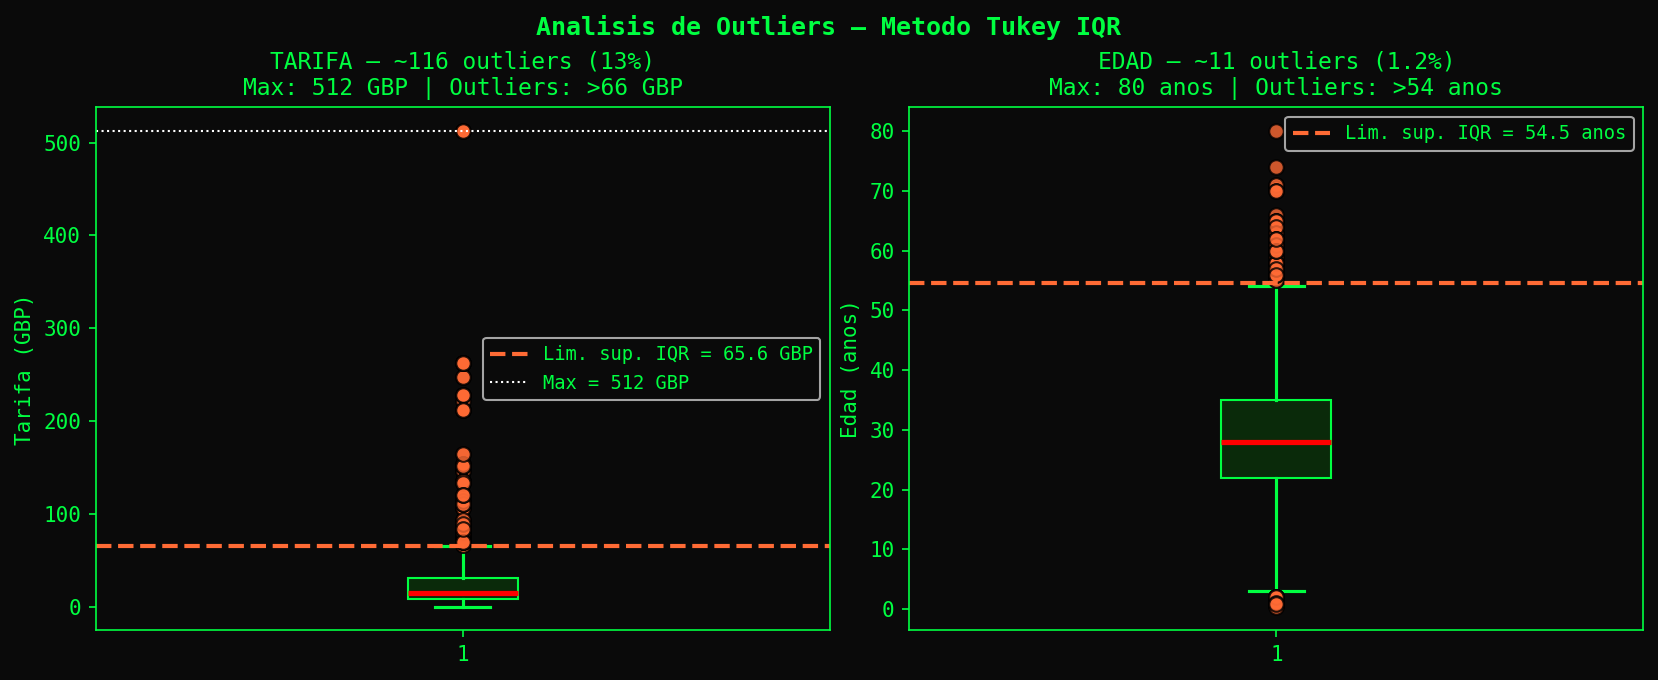 Analisis de Outliers — Metodo Tukey IQR
TARIFA — ~116 outliers (13%)
Max: 512 GBP | Outliers: >66 GBP
Tarifa (GBP)
500
400
300
200
100
0
Lim. sup. IQR = 65.6 GBP
Max = 512 GBP
1
EDAD — ~11 outliers (1.2%)
Max: 80 anos | Outliers: >54 anos
Edad (anos)
80
70
60
50
40
30
20
10
0
Lim. sup. IQR = 54.5 anos
1